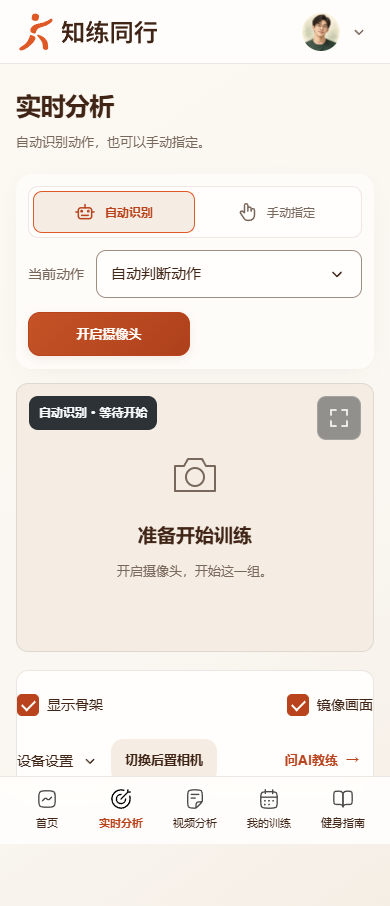 知练同行
实时分析
自动识别动作，也可以手动指定。
自动识别
手动指定
当前动作
自动判断动作
开启摄像头
自动识别 • 等待开始
准备开始训练
开启摄像头，开始这一组。
显示骨架
镜像画面
设备设置
切换后置相机
问AI教练 →
首页
实时分析
视频分析
我的训练
健身指南